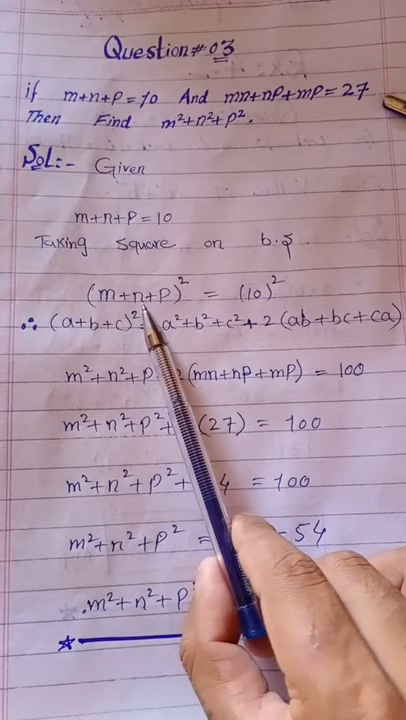 Question # 03
if m+n+p=10 And mn+np+mp=27
Then Find m²+n²+p².
Sol:- Given
m+n+p=10
Taking square on b.s.
(m+n+p)² = (10)²
∴ (a+b+c)² a²+b²+c²+2(ab+bc+ca)
m²+n²+p 2(mn+np+mp) = 100
m²+n²+p²+ (27) = 100
m²+n²+p²+ 4 = 100
m²+n²+p² = -54
m²+n²+p